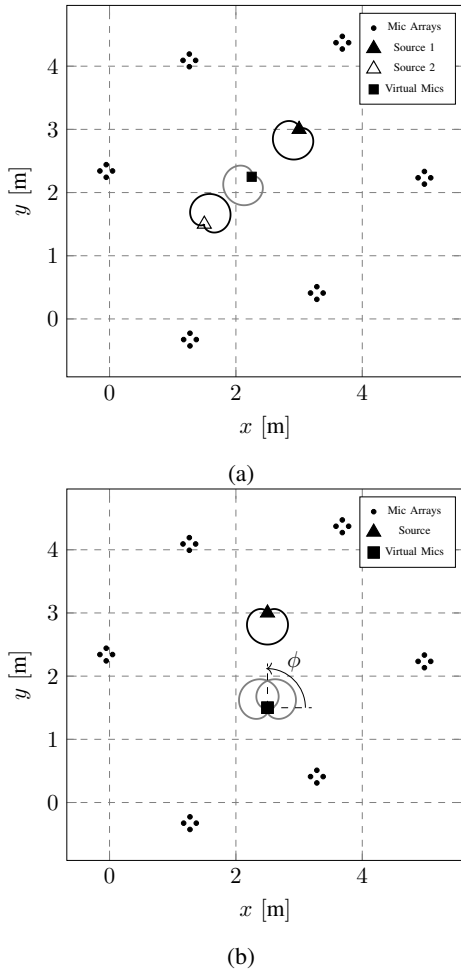 4
3
2
1
0
y [m]
Mic Arrays
Source 1
Source 2
Virtual Mics
0 2 4
x [m]
(a)
4
3
2
1
0
y [m]
Mic Arrays
Source
Virtual Mics
ϕ
0 2 4
x [m]
(b)